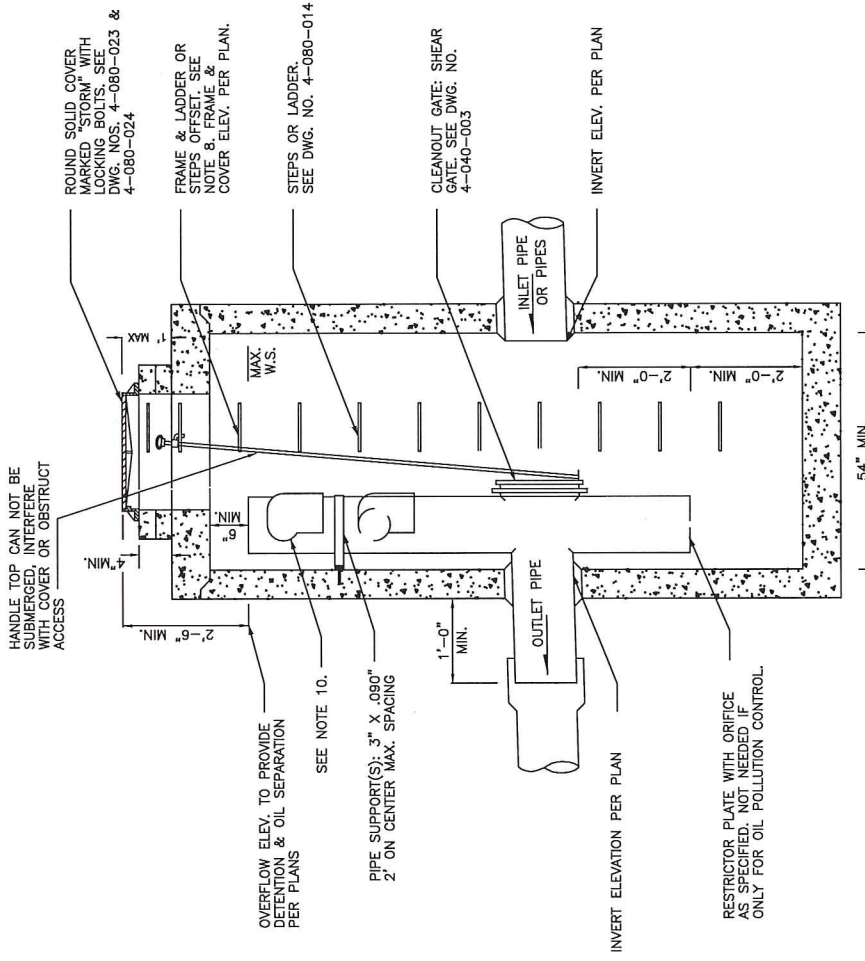 HANDLE TOP CAN NOT BE
SUBMERGED, INTERFERE
WITH COVER OR OBSTRUCT
ACCESS
ROUND SOLID COVER
MARKED "STORM" WITH
LOCKING BOLTS. SEE
DWG. NOS. 4-080-023 &
4-080-024
FRAME & LADDER OR
STEPS OFFSET. SEE
NOTE 8. FRAME &
COVER ELEV. PER PLAN.
STEPS OR LADDER.
SEE DWG. NO. 4-080-014
CLEANOUT GATE: SHEAR
GATE. SEE DWG. NO.
4-040-003
INVERT ELEV. PER PLAN
1' MAX
4"MIN.
2'-6" MIN.
6"
MIN.
MAX.
W.S.
OVERFLOW ELEV. TO PROVIDE
DETENTION & OIL SEPARATION
PER PLANS
SEE NOTE 10.
PIPE SUPPORT(S): 3" X .090"
2' ON CENTER MAX. SPACING
1'-0"
MIN.
OUTLET PIPE
INLET PIPE
OR PIPES
2'-0" MIN.
2'-0" MIN.
INVERT ELEVATION PER PLAN
RESTRICTOR PLATE WITH ORIFICE
AS SPECIFIED. NOT NEEDED IF
ONLY FOR OIL POLLUTION CONTROL.
54" MIN